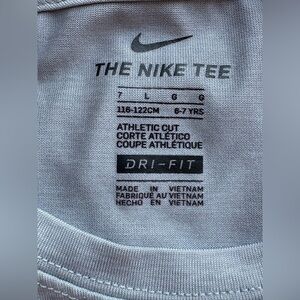 THE NIKE TEE
7 L G G
116-122CM 6-7 YRS
ATHLETIC CUT
CORTE ATLÉTICO
COUPE ATHLÉTIQUE
DRI-FIT
MADE IN VIETNAM
FABRIQUÉ AU VIETNAM
HECHO EN VIETNAM